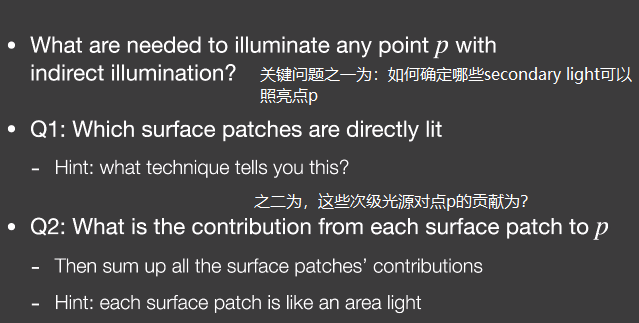 • What are needed to illuminate any point p with
indirect illumination?
关键问题之一为：如何确定哪些secondary light可以
照亮点p
• Q1: Which surface patches are directly lit
- Hint: what technique tells you this?
之二为，这些次级光源对点p的贡献为?
• Q2: What is the contribution from each surface patch to p
- Then sum up all the surface patches’ contributions
- Hint: each surface patch is like an area light